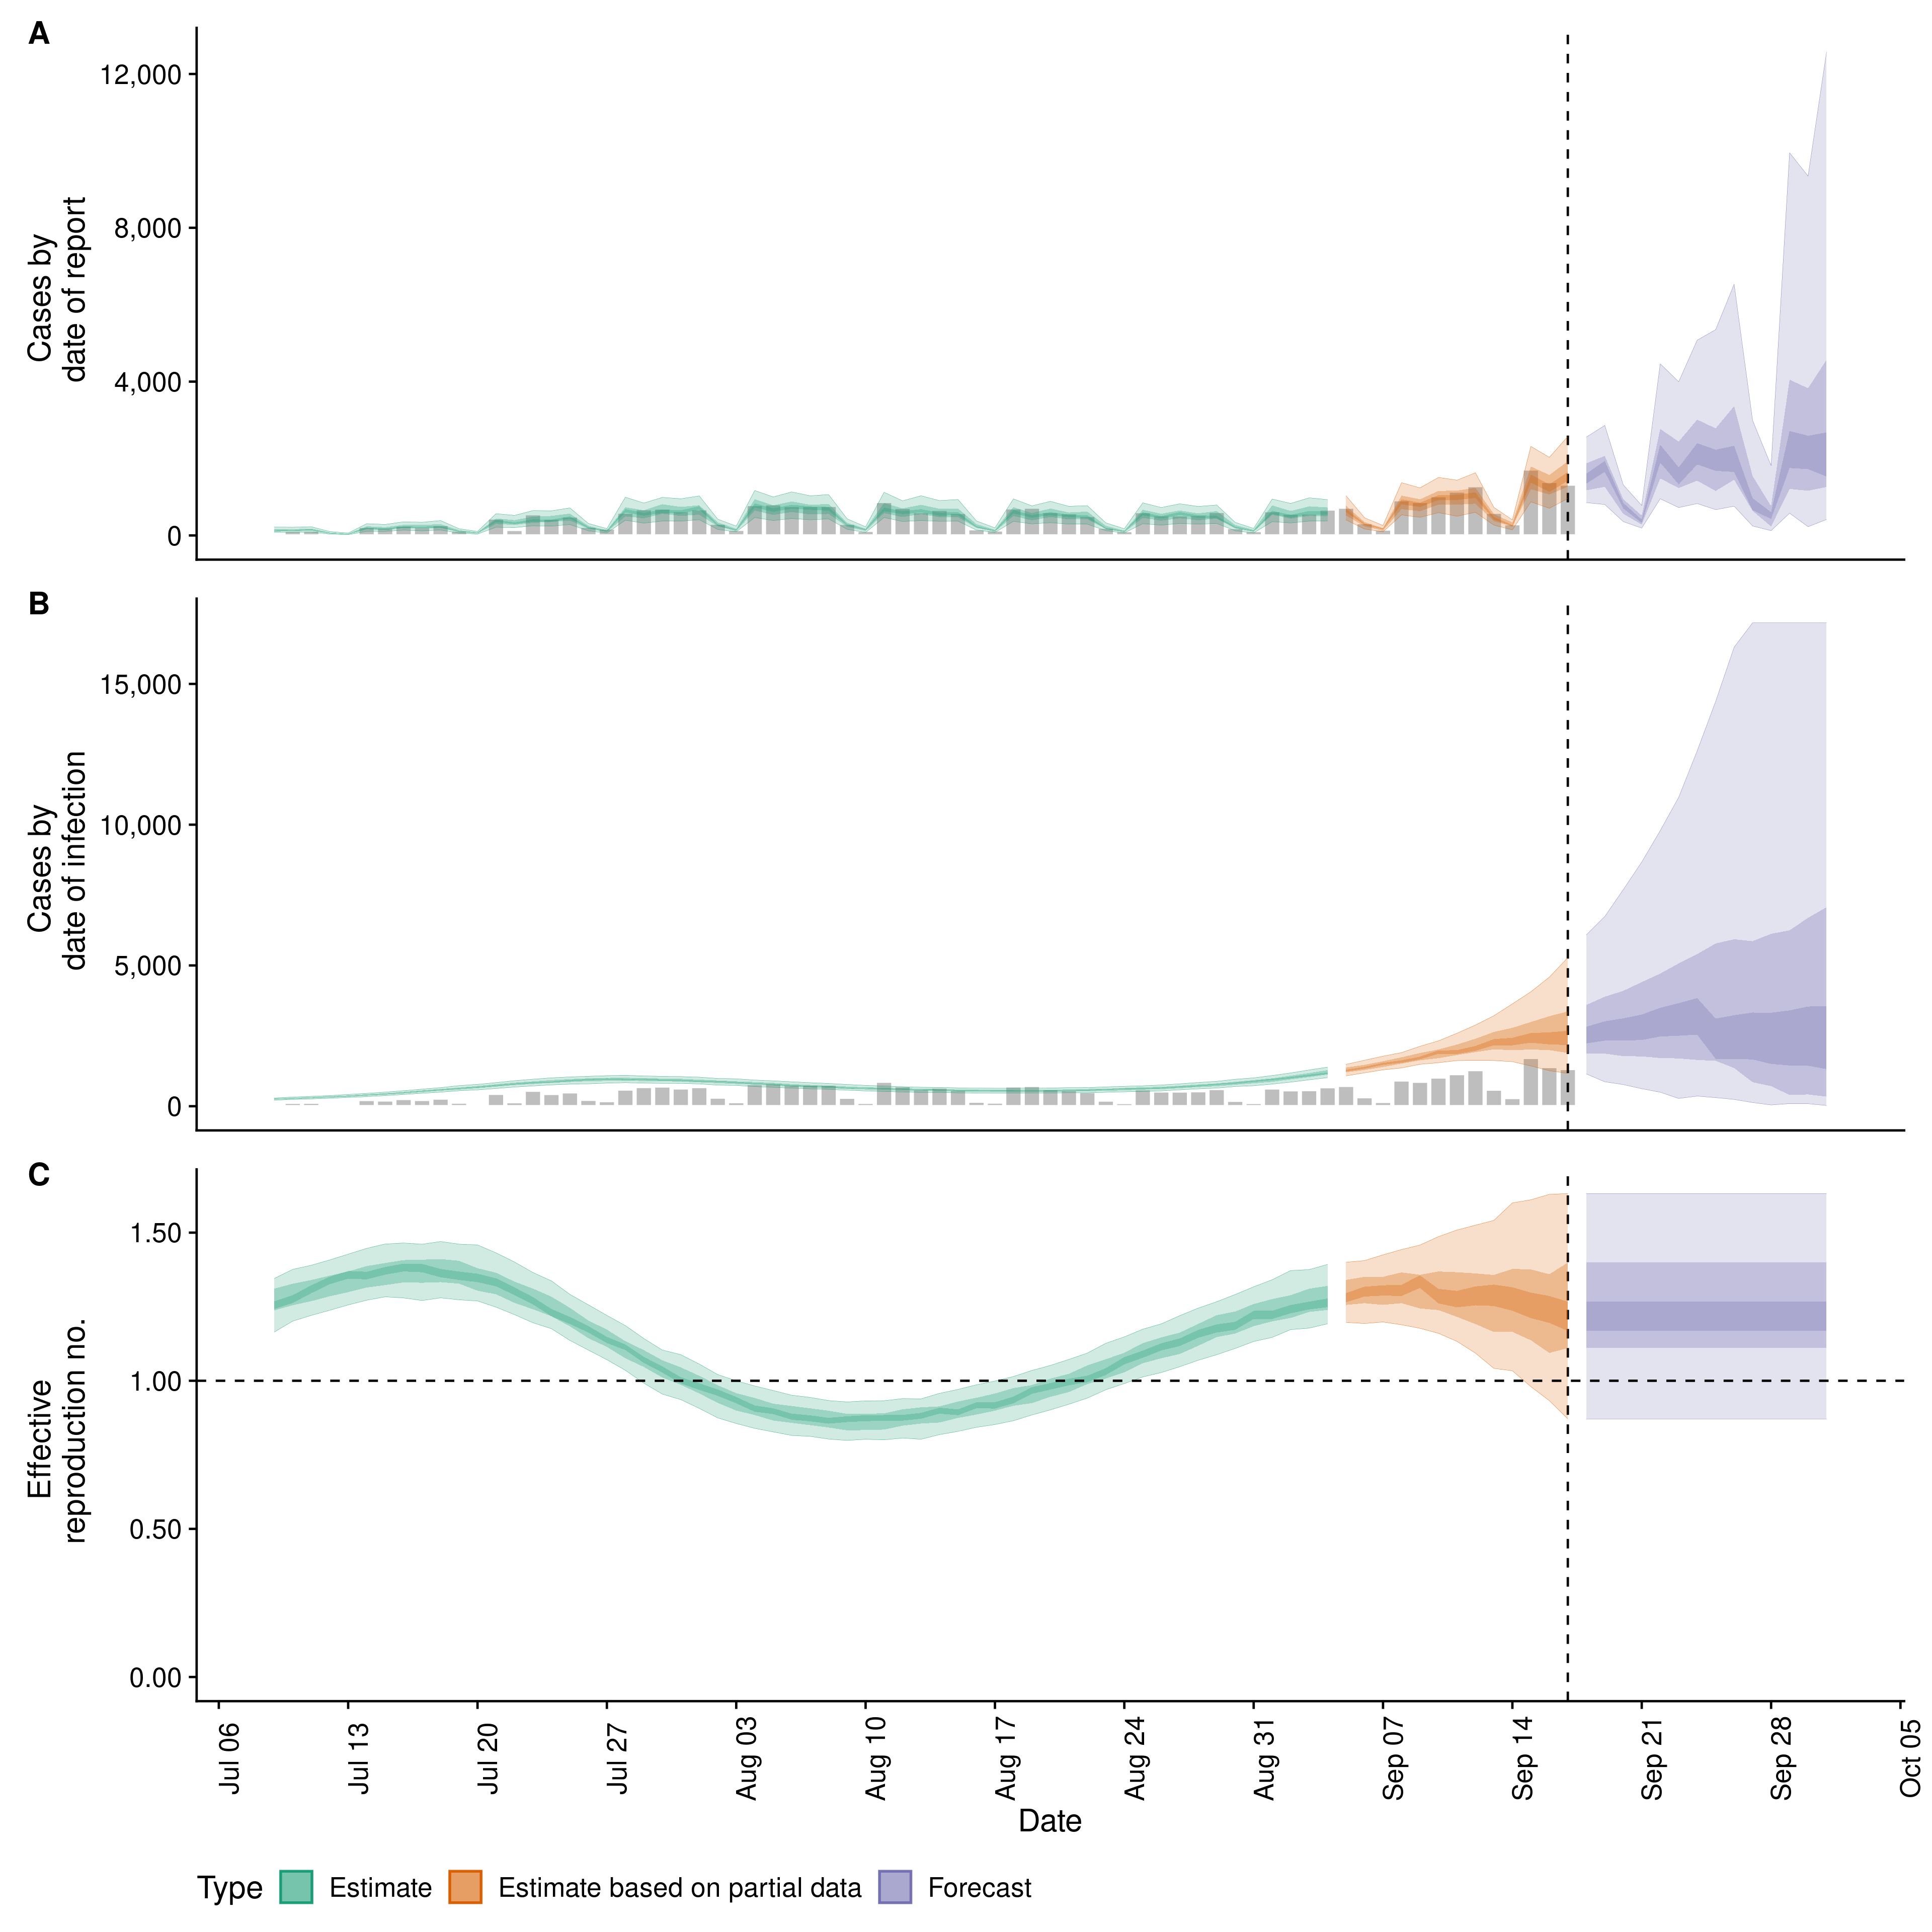 A
Cases by
date of report
12,000
8,000
4,000
0
B
Cases by
date of infection
15,000
10,000
5,000
0
C
Effective
reproduction no.
1.50
1.00
0.50
0.00
Jul 06
Jul 13
Jul 20
Jul 27
Aug 03
Aug 10
Aug 17
Aug 24
Aug 31
Sep 07
Sep 14
Sep 21
Sep 28
Oct 05
Date
Type Estimate Estimate based on partial data Forecast